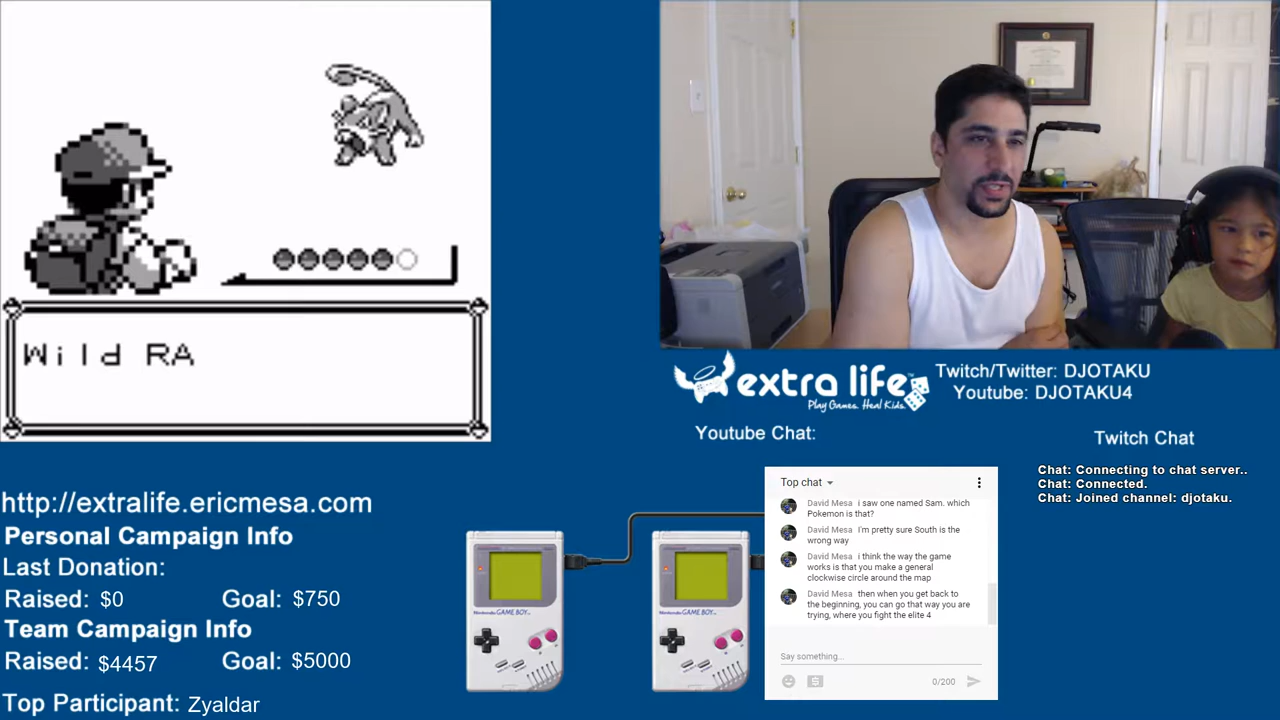 Wild RA
extra life
Play Games. Heal Kids.
Twitch/Twitter: DJOTAKU
Youtube: DJOTAKU4
Youtube Chat:
Twitch Chat
Chat: Connecting to chat server..
Chat: Connected.
Chat: Joined channel: djotaku.
Top chat
David Mesa i saw one named Sam. which
Pokemon is that?
David Mesa I'm pretty sure South is the
wrong way
David Mesa i think the way the game
works is that you make a general
clockwise circle around the map
David Mesa then when you get back to
the beginning, you can go that way you are
trying, where you fight the elite 4
Say something...
0/200
http://extralife.ericmesa.com
Personal Campaign Info
Last Donation:
Raised: $0 Goal: $750
Team Campaign Info
Raised: $4457 Goal: $5000
Top Participant: Zyaldar
Nintendo GAME BOY
Nintendo GAME BOY